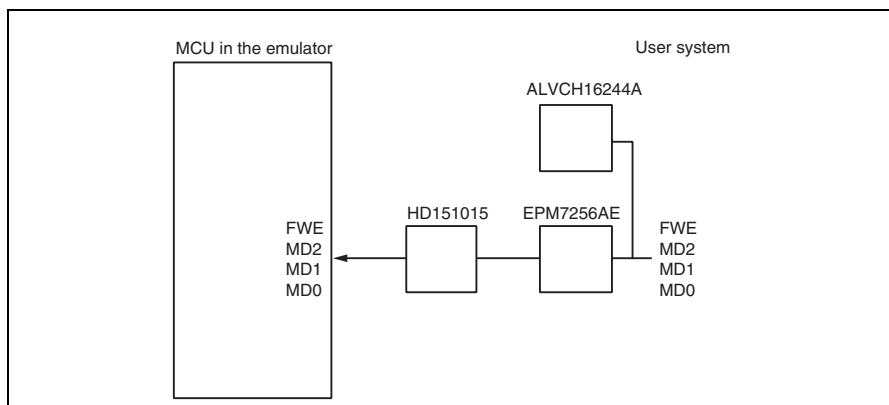 MCU in the emulator
User system
ALVCH16244A
HD151015
EPM7256AE
FWE
MD2
MD1
MD0
FWE
MD2
MD1
MD0